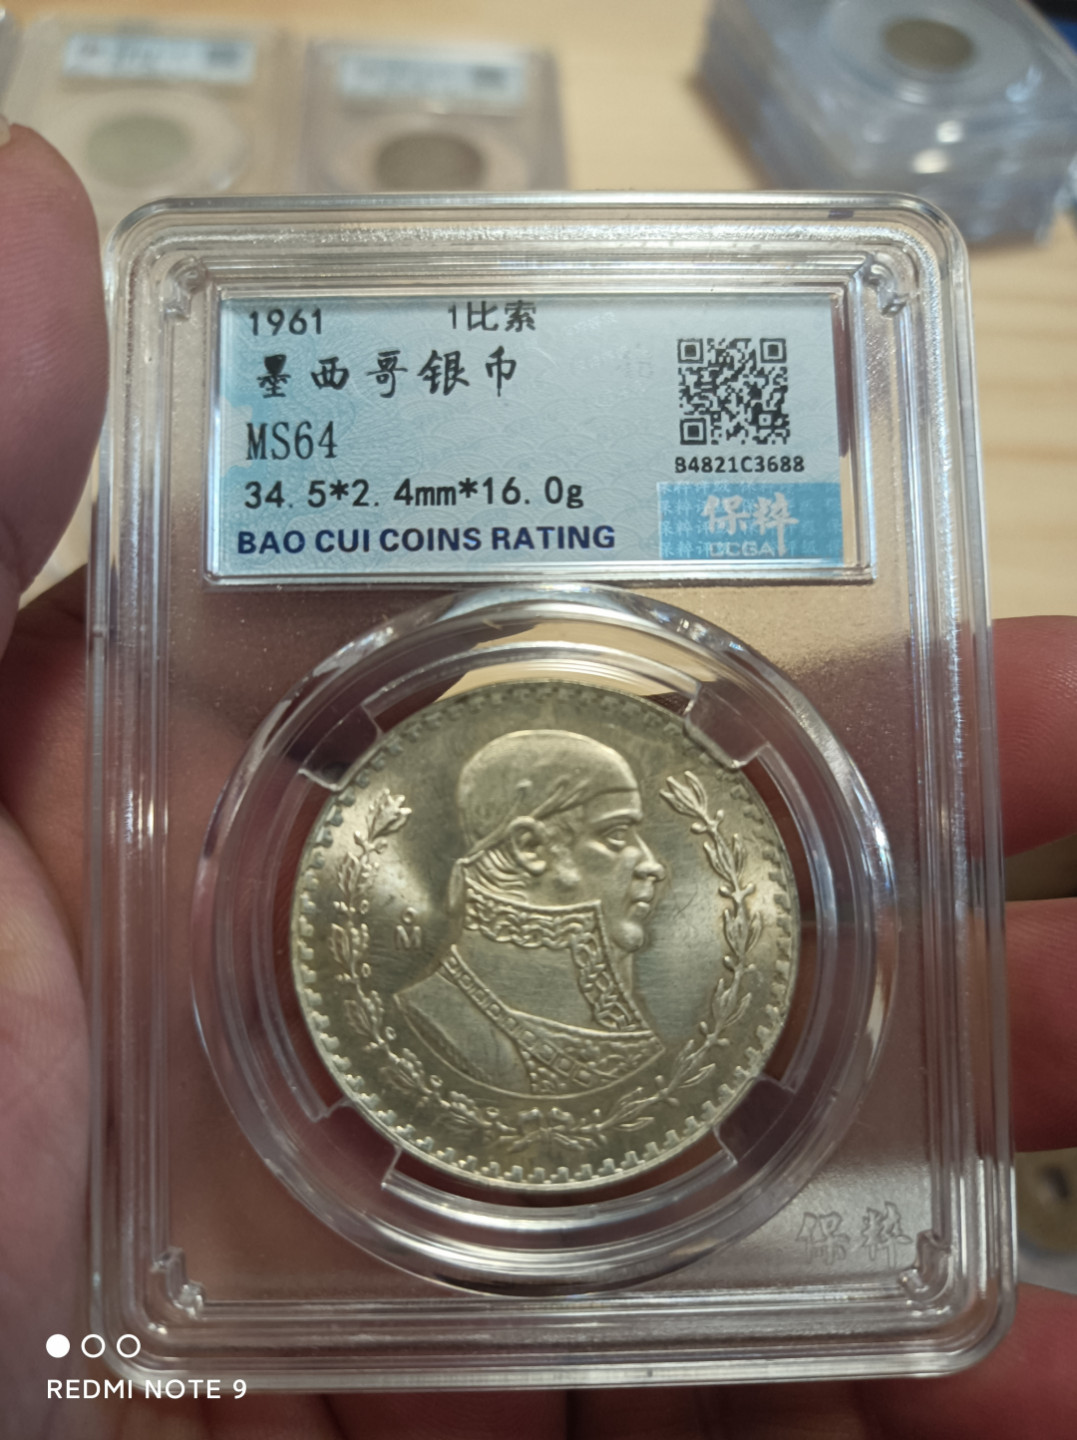 1961 1比索
墨西哥银币
MS64
34.5*2.4mm*16.0g
BAO CUI COINS RATING
B4821C3688
保粹
CCGA
M
保粹
REDMI NOTE 9